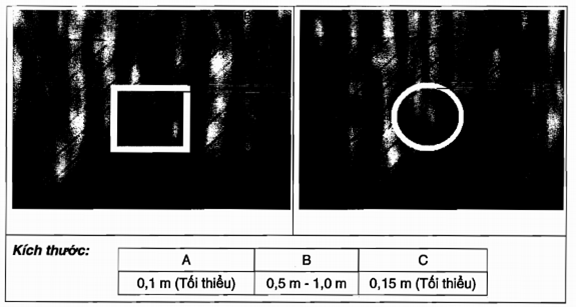 Kích thước:
A B C
0,1 m (Tối thiểu) 0,5 m - 1,0 m 0,15 m (Tối thiểu)